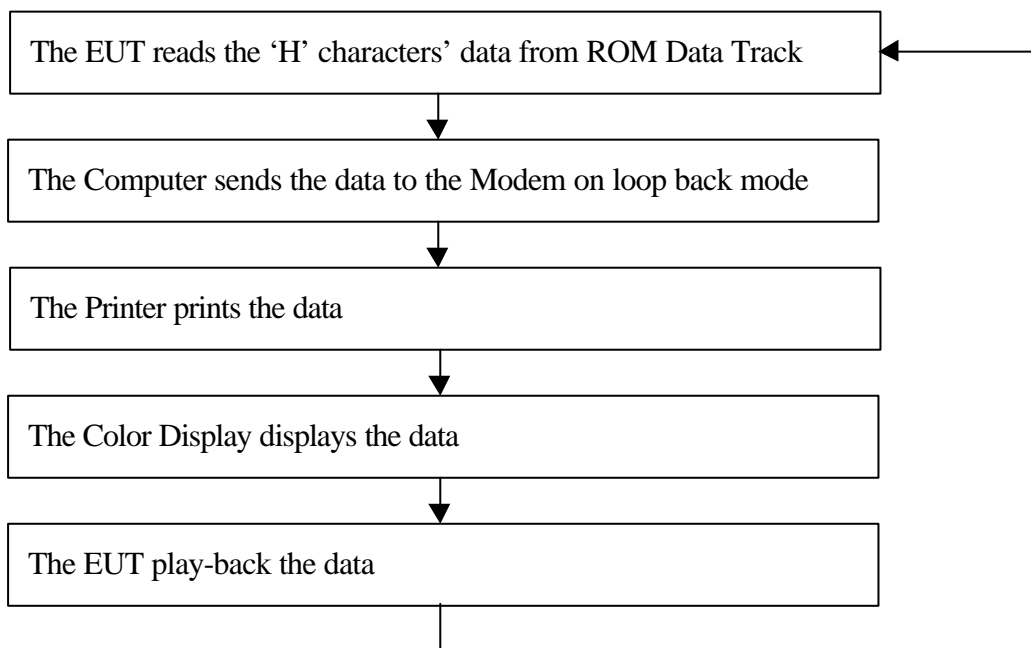 The EUT reads the ‘H’ characters’ data from ROM Data Track
The Computer sends the data to the Modem on loop back mode
The Printer prints the data
The Color Display displays the data
The EUT play-back the data